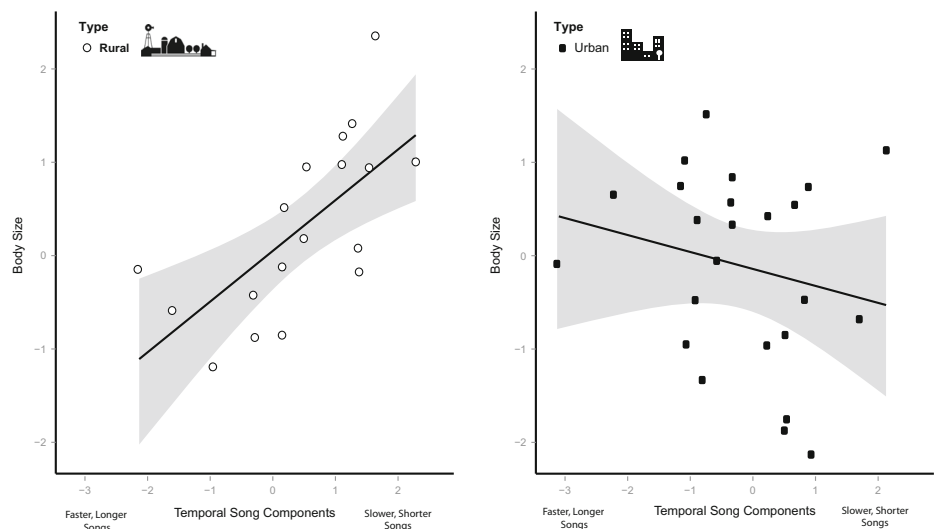 Type
Rural
2
1
0
−1
−2
Body Size
−3
−2
−1
0
1
2
Faster, Longer
Songs
Temporal Song Components
Slower, Shorter
Songs
Type
Urban
2
1
0
−1
−2
Body Size
−3
−2
−1
0
1
2
Faster, Longer
Songs
Temporal Song Components
Slower, Shorter
Songs